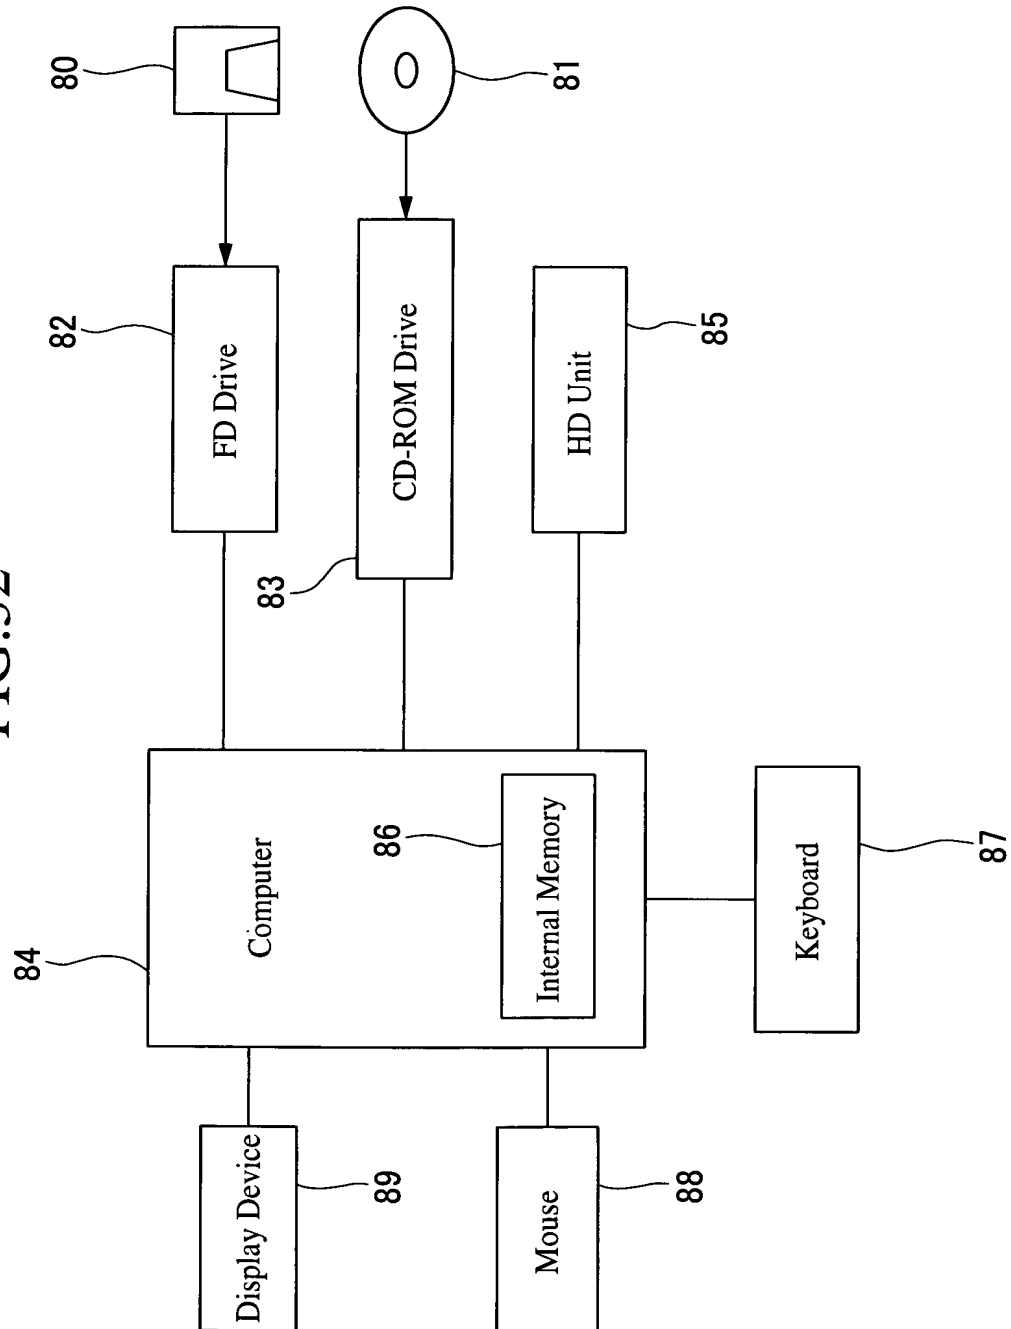 FIG.32
80
81
82
FD Drive
CD-ROM Drive
83
HD Unit
85
84
Computer
86
Internal Memory
Keyboard
87
Display Device
89
Mouse
88